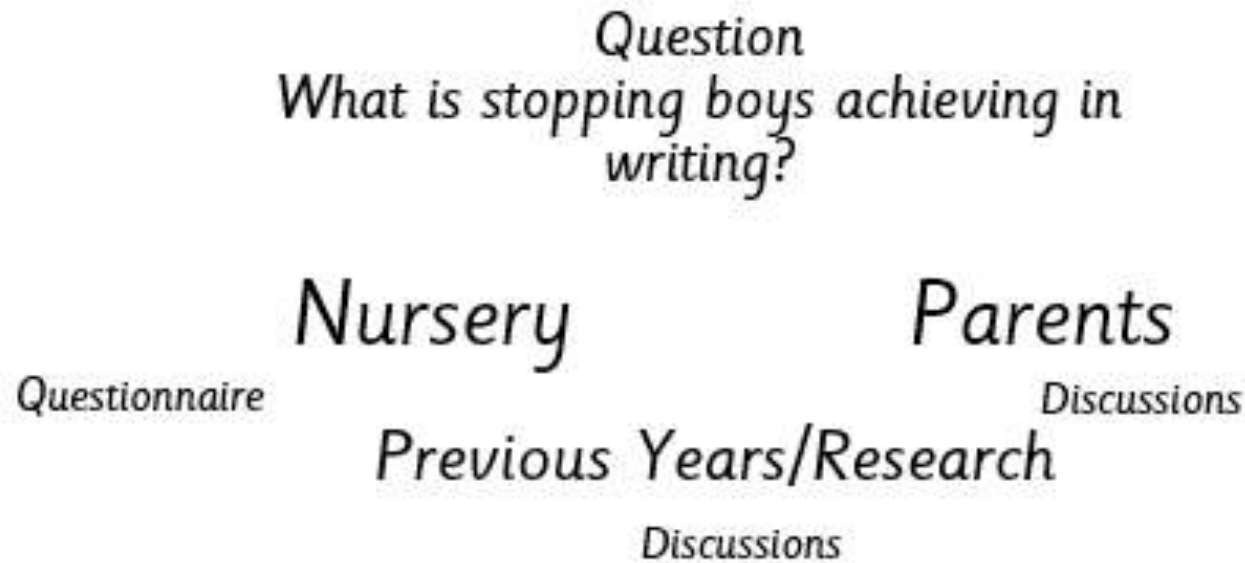 Question
What is stopping boys achieving in
writing?
Nursery
Parents
Questionnaire
Discussions
Previous Years/Research
Discussions